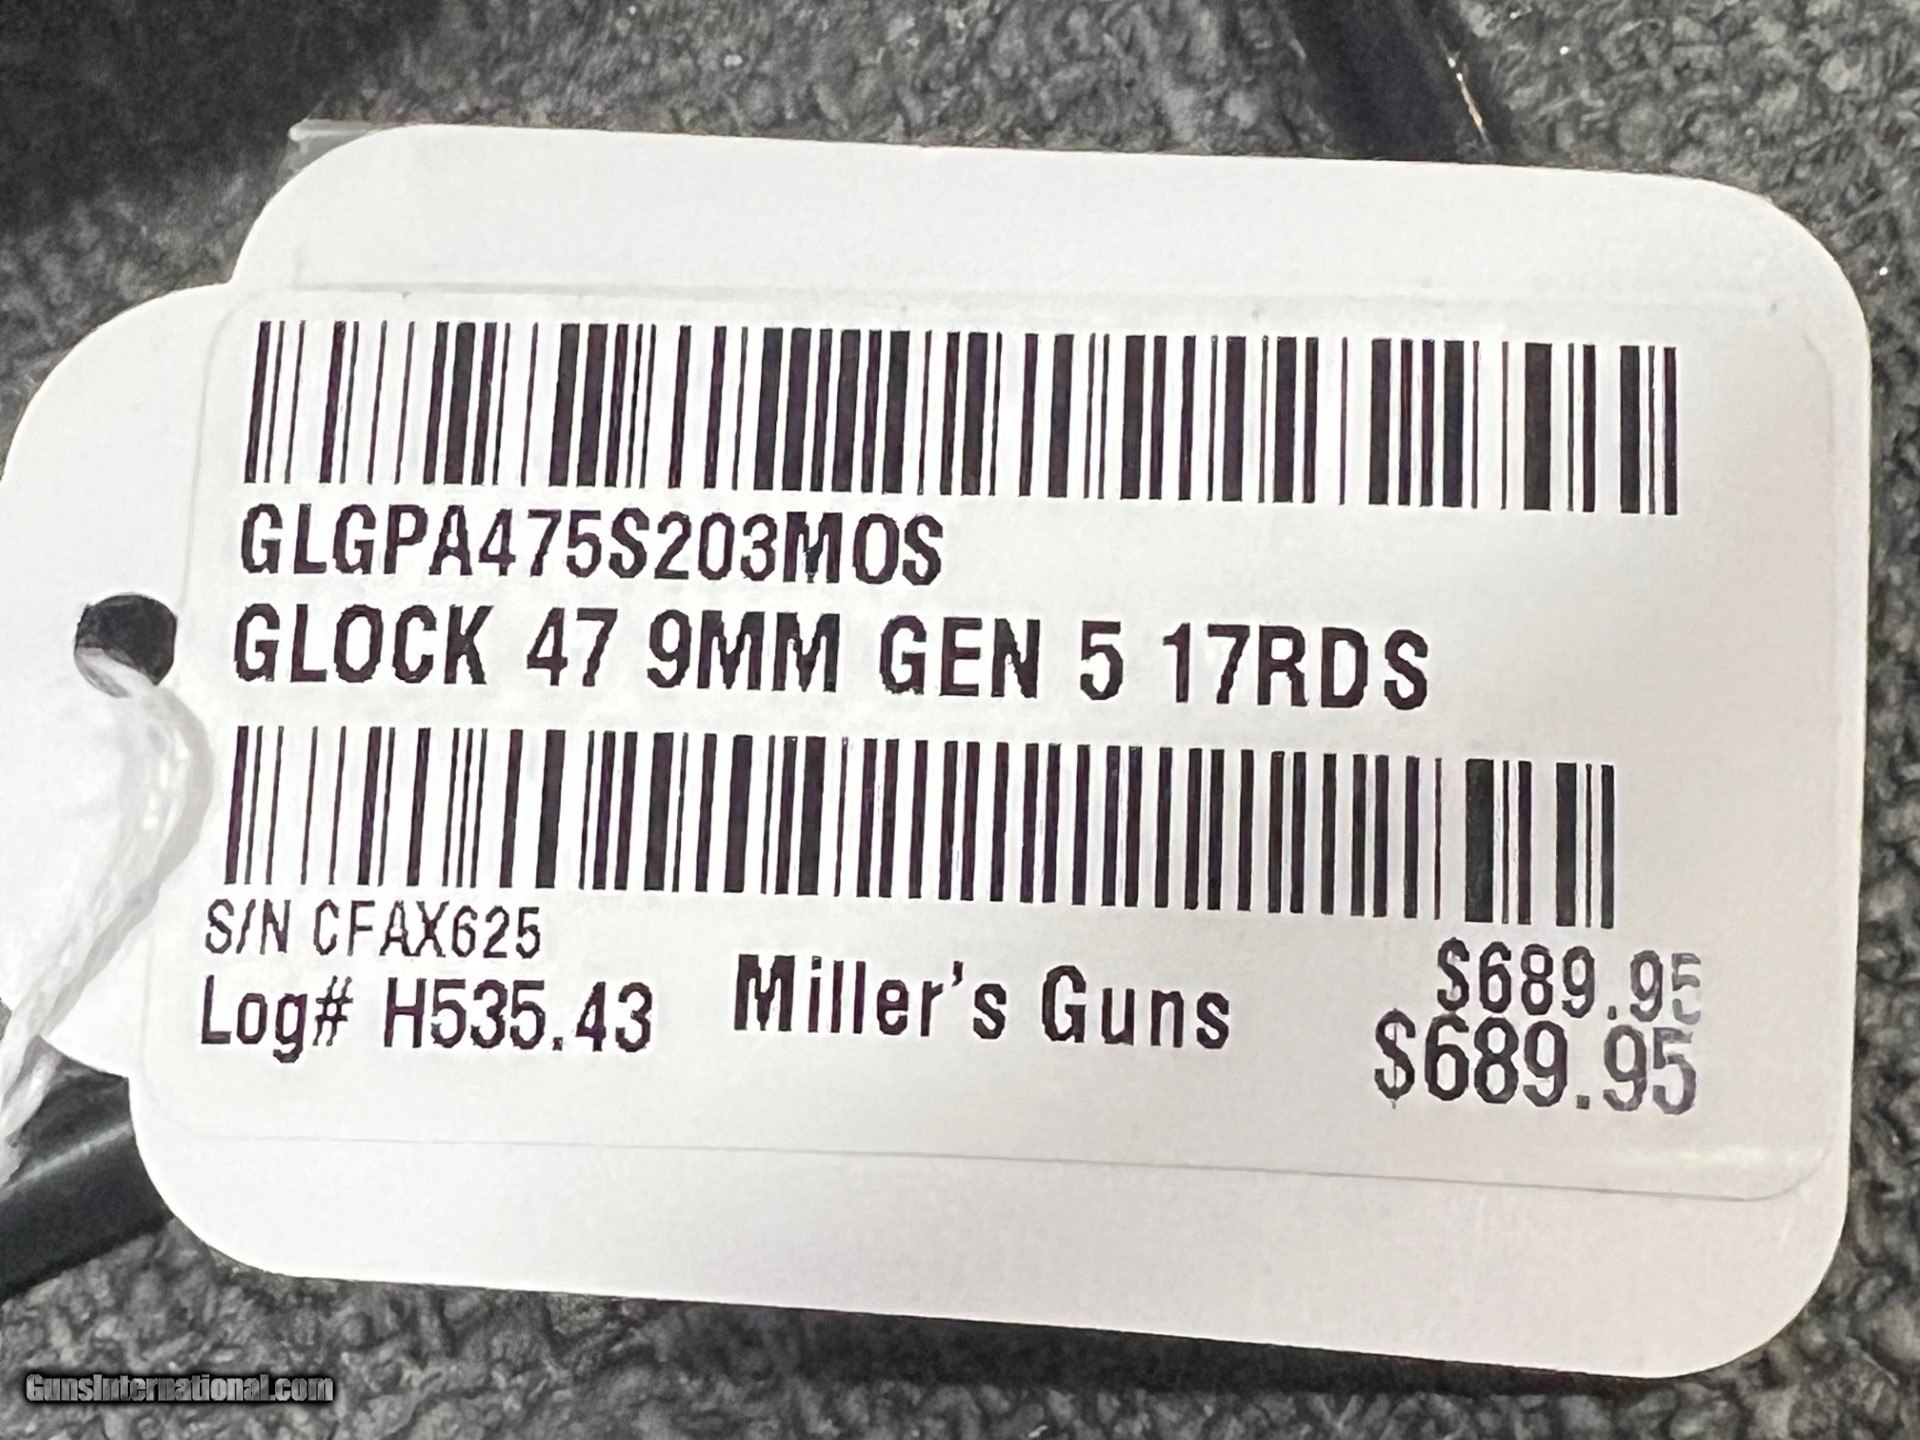 GLGPA475S203MOS
GLOCK 47 9MM GEN 5 17RDS
S/N CFAX625
Log# H535.43 Miller's Guns $689.95
$689.95
GunsInternational.com